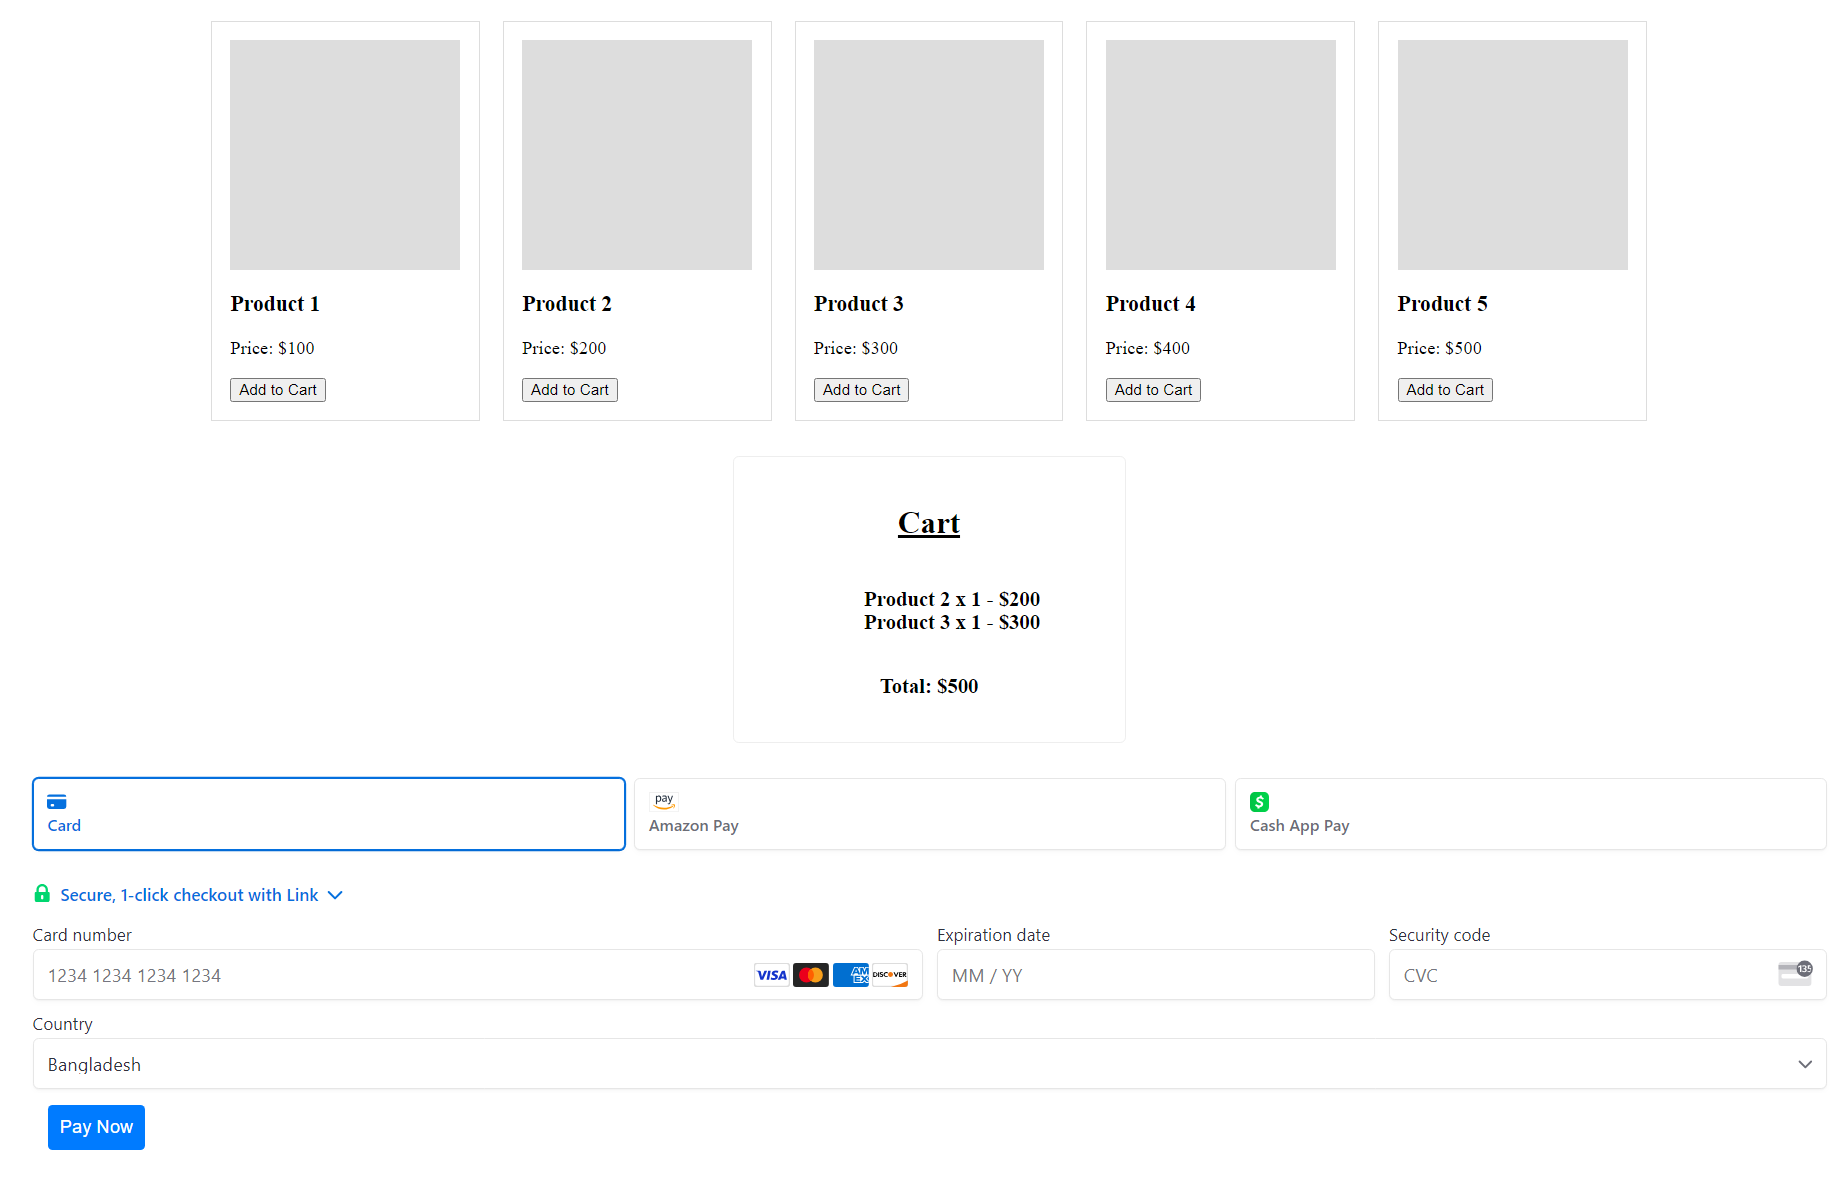 Product 1
Price: $100
Add to Cart
Product 2
Price: $200
Add to Cart
Product 3
Price: $300
Add to Cart
Product 4
Price: $400
Add to Cart
Product 5
Price: $500
Add to Cart
Cart
Product 2 x 1 - $200
Product 3 x 1 - $300
Total: $500
Card
pay
Amazon Pay
$
Cash App Pay
Secure, 1-click checkout with Link
Card number
1234 1234 1234 1234
VISA
AM
EX
DISCOVER
Expiration date
MM / YY
Security code
CVC
135
Country
Bangladesh
Pay Now